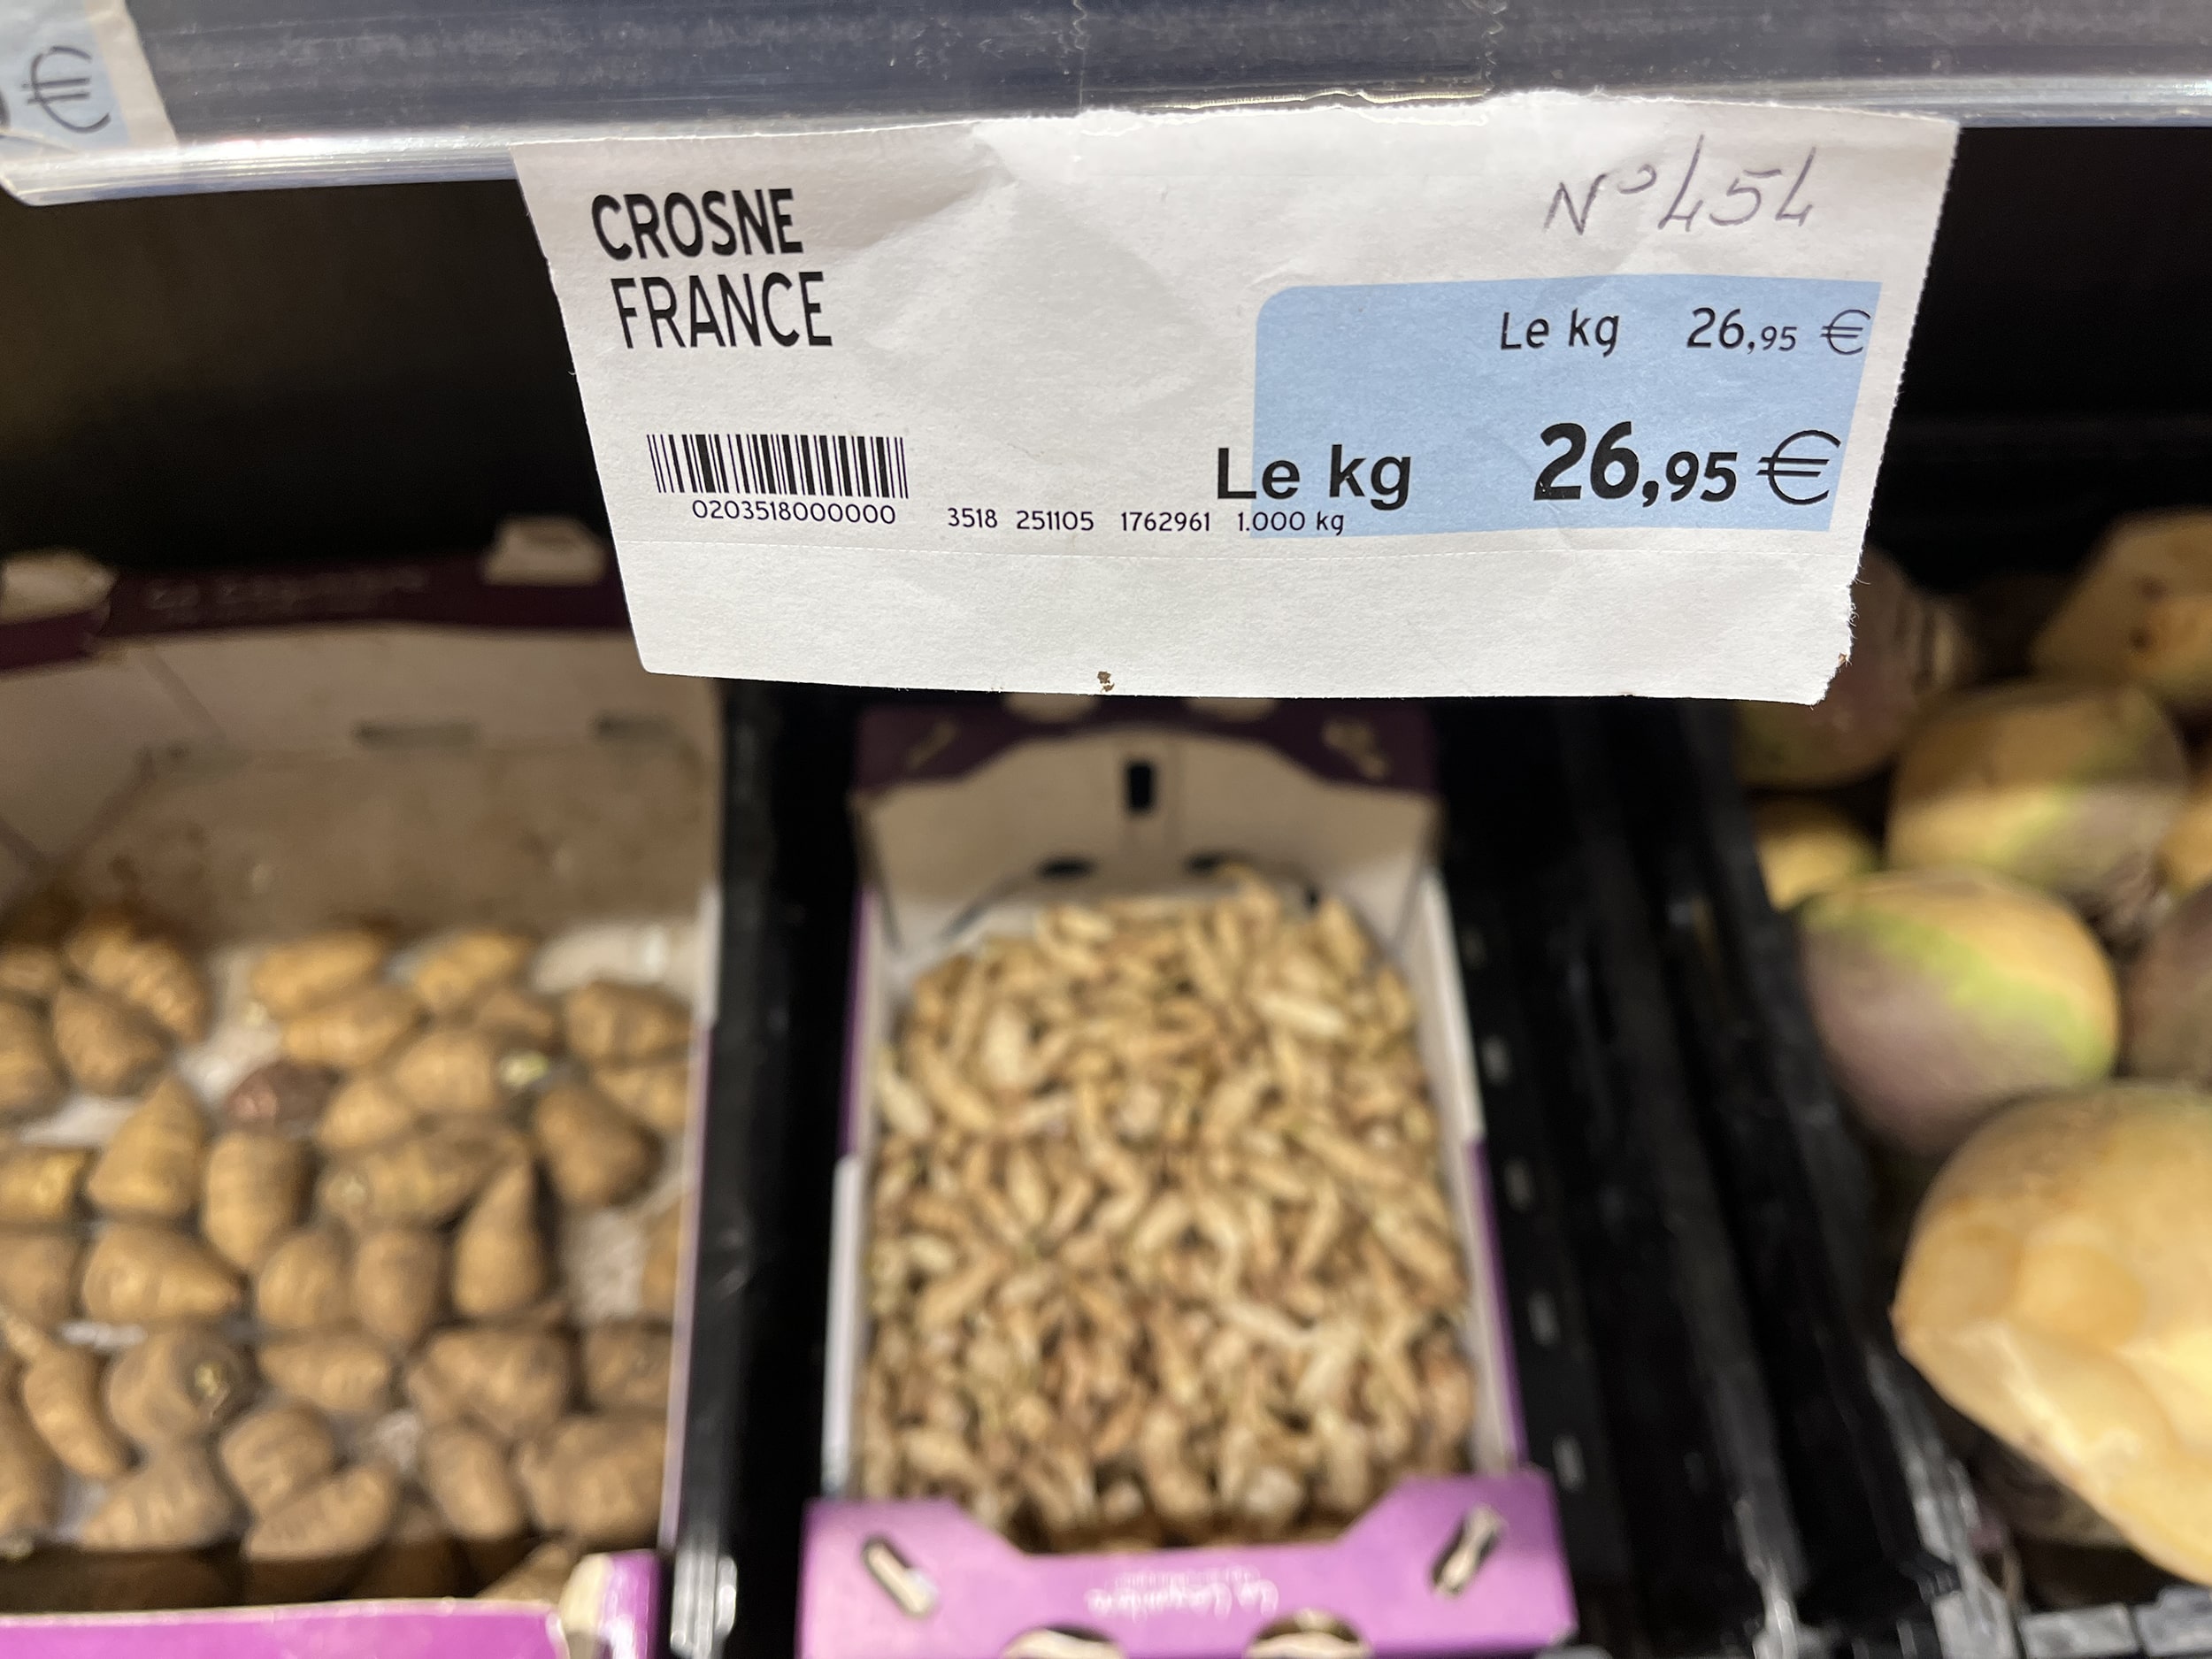 €
CROSNE
FRANCE
N° 454
Le kg 26,95 €
Le kg 26,95 €
0203518000000 3518 251105 1762961 1.000 kg